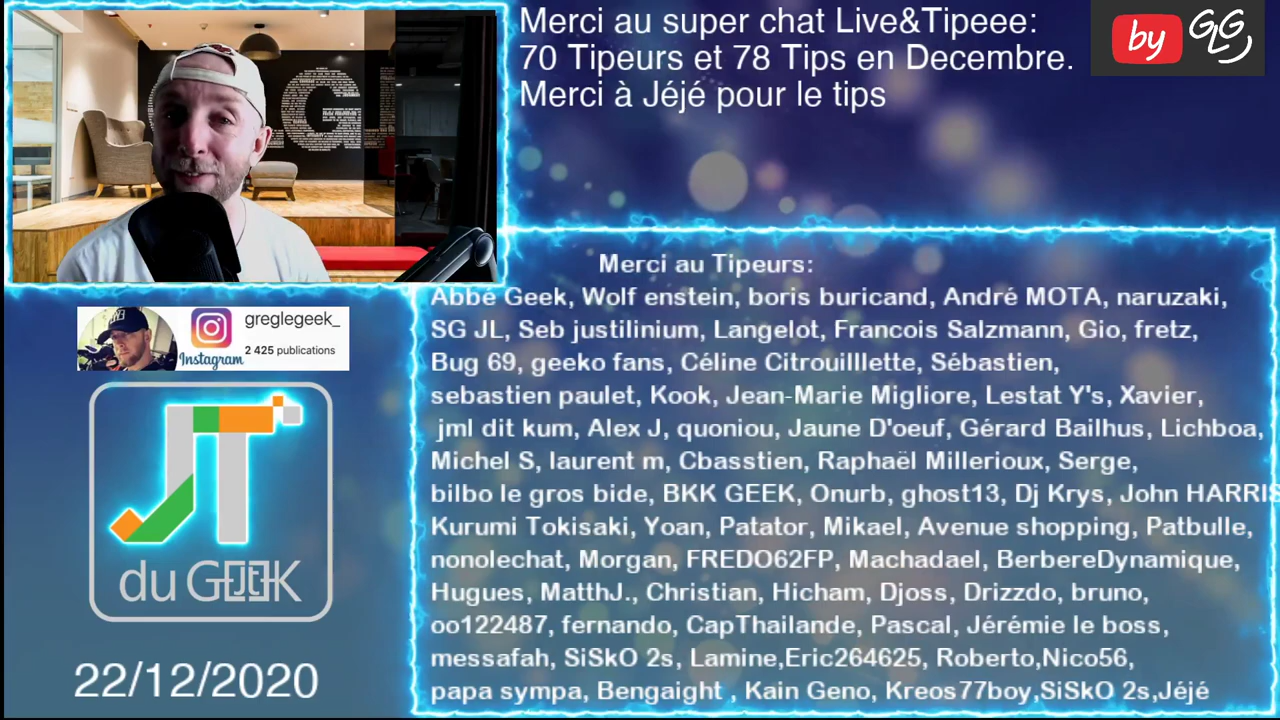 Merci au super chat Live&Tipeee:
70 Tipeurs et 78 Tips en Decembre.
Merci à Jéjé pour le tips
by GLG
Merci au Tipeurs:
Abbé Geek, Wolf enstein, boris buricand, André MOTA, naruzaki,
SG JL, Seb justilinium, Langelot, Francois Salzmann, Gio, fretz,
Bug 69, geeko fans, Céline Citrouilllette, Sébastien,
sebastien paulet, Kook, Jean-Marie Migliore, Lestat Y's, Xavier,
jml dit kum, Alex J, quoniou, Jaune D'oeuf, Gérard Bailhus, Lichboa,
Michel S, laurent m, Cbasstien, Raphaël Millerioux, Serge,
bilbo le gros bide, BKK GEEK, Onurb, ghost13, Dj Krys, John HARRIS
Kurumi Tokisaki, Yoan, Patator, Mikael, Avenue shopping, Patbulle,
nonolechat, Morgan, FREDO62FP, Machadael, BerbereDynamique,
Hugues, MatthJ., Christian, Hicham, Djoss, Drizzdo, bruno,
oo122487, fernando, CapThailande, Pascal, Jérémie le boss,
messafah, SiSkO 2s, Lamine,Eric264625, Roberto,Nico56,
papa sympa, Bengaight , Kain Geno, Kreos77boy,SiSkO 2s,Jéjé
greglegeek_
Instagram
2 425 publications
JT
du GEEK
22/12/2020